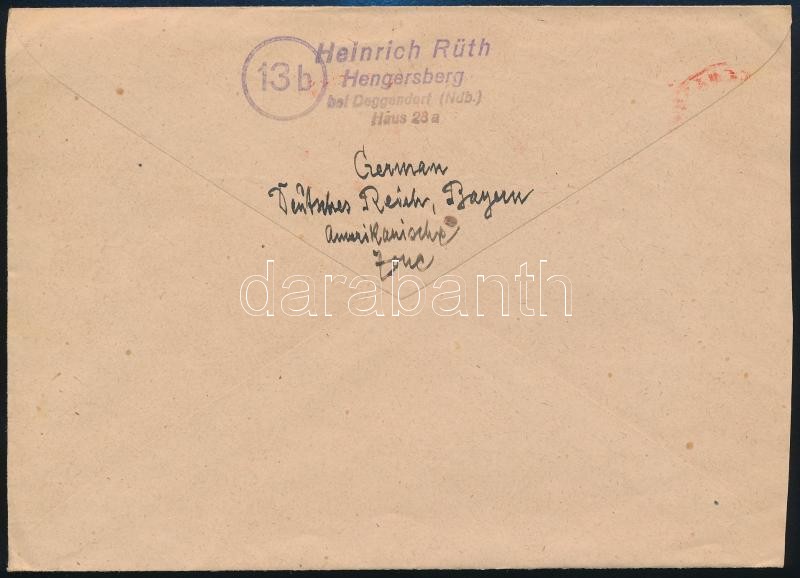 13b
Heinrich Rüth
Hengersberg
bei Deggendorf (Ndb.)
Haus 23a
German
Deutsches Reich, Bayern
Amerikanische
Zone
darabanth